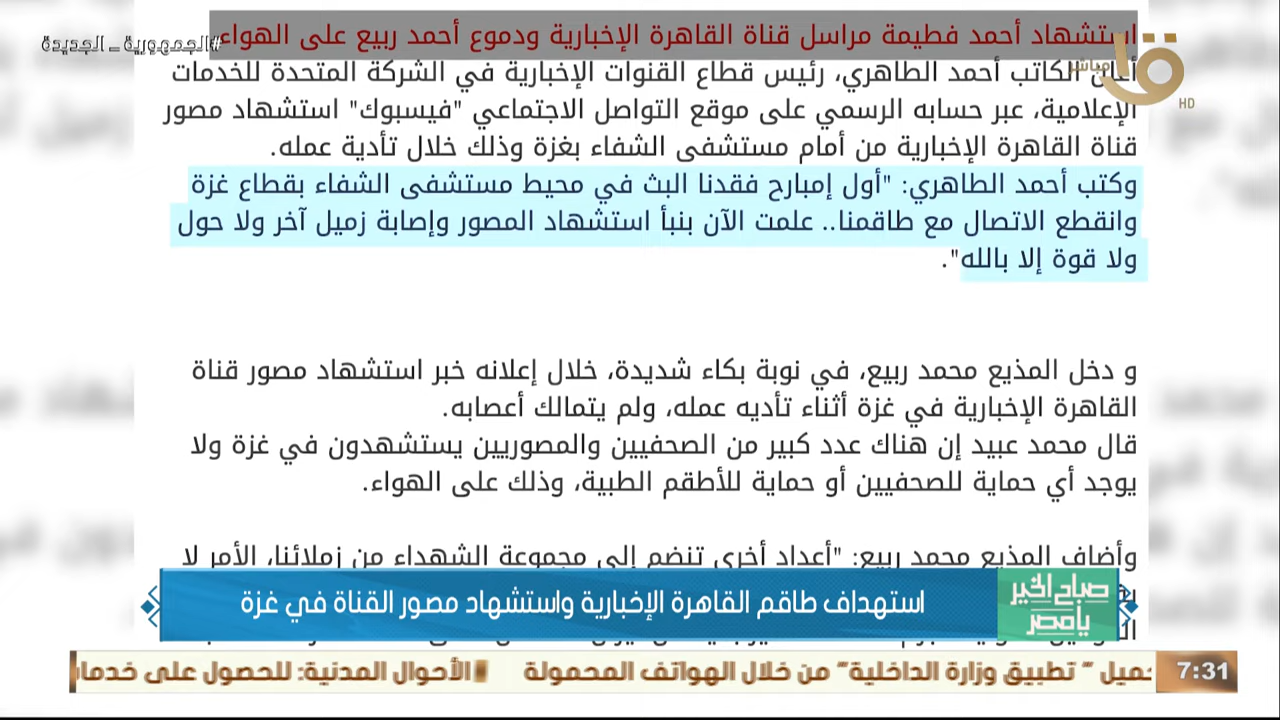 #الجمهورية_الجديدة
مباشر
HD
استشهاد أحمد فطيمة مراسل قناة القاهرة الإخبارية ودموع أحمد ربيع على الهواء
أعلن الكاتب أحمد الطاهري، رئيس قطاع القنوات الإخبارية في الشركة المتحدة للخدمات
الإعلامية، عبر حسابه الرسمي على موقع التواصل الاجتماعي "فيسبوك" استشهاد مصور
قناة القاهرة الإخبارية من أمام مستشفى الشفاء بغزة وذلك خلال تأدية عمله.
وكتب أحمد الطاهري: "أول إمبارح فقدنا البث في محيط مستشفى الشفاء بقطاع غزة
وانقطع الاتصال مع طاقمنا.. علمت الآن بنبأ استشهاد المصور وإصابة زميل آخر ولا حول
ولا قوة إلا بالله".
و دخل المذيع محمد ربيع، في نوبة بكاء شديدة، خلال إعلانه خبر استشهاد مصور قناة
القاهرة الإخبارية في غزة أثناء تأديه عمله، ولم يتمالك أعصابه.
قال محمد عبيد إن هناك عدد كبير من الصحفيين والمصوريين يستشهدون في غزة ولا
يوجد أي حماية للصحفيين أو حماية للأطقم الطبية، وذلك على الهواء.
وأضاف المذيع محمد ربيع: "أعداد أخرى تنضم إلى مجموعة الشهداء من زملائنا، الأمر لا
صباح الخير
يا مصر
استهداف طاقم القاهرة الإخبارية واستشهاد مصور القناة في غزة
7:31
" تطبيق وزارة الداخلية" من خلال الهواتف المحمولة
الأحوال المدنية: للحصول على